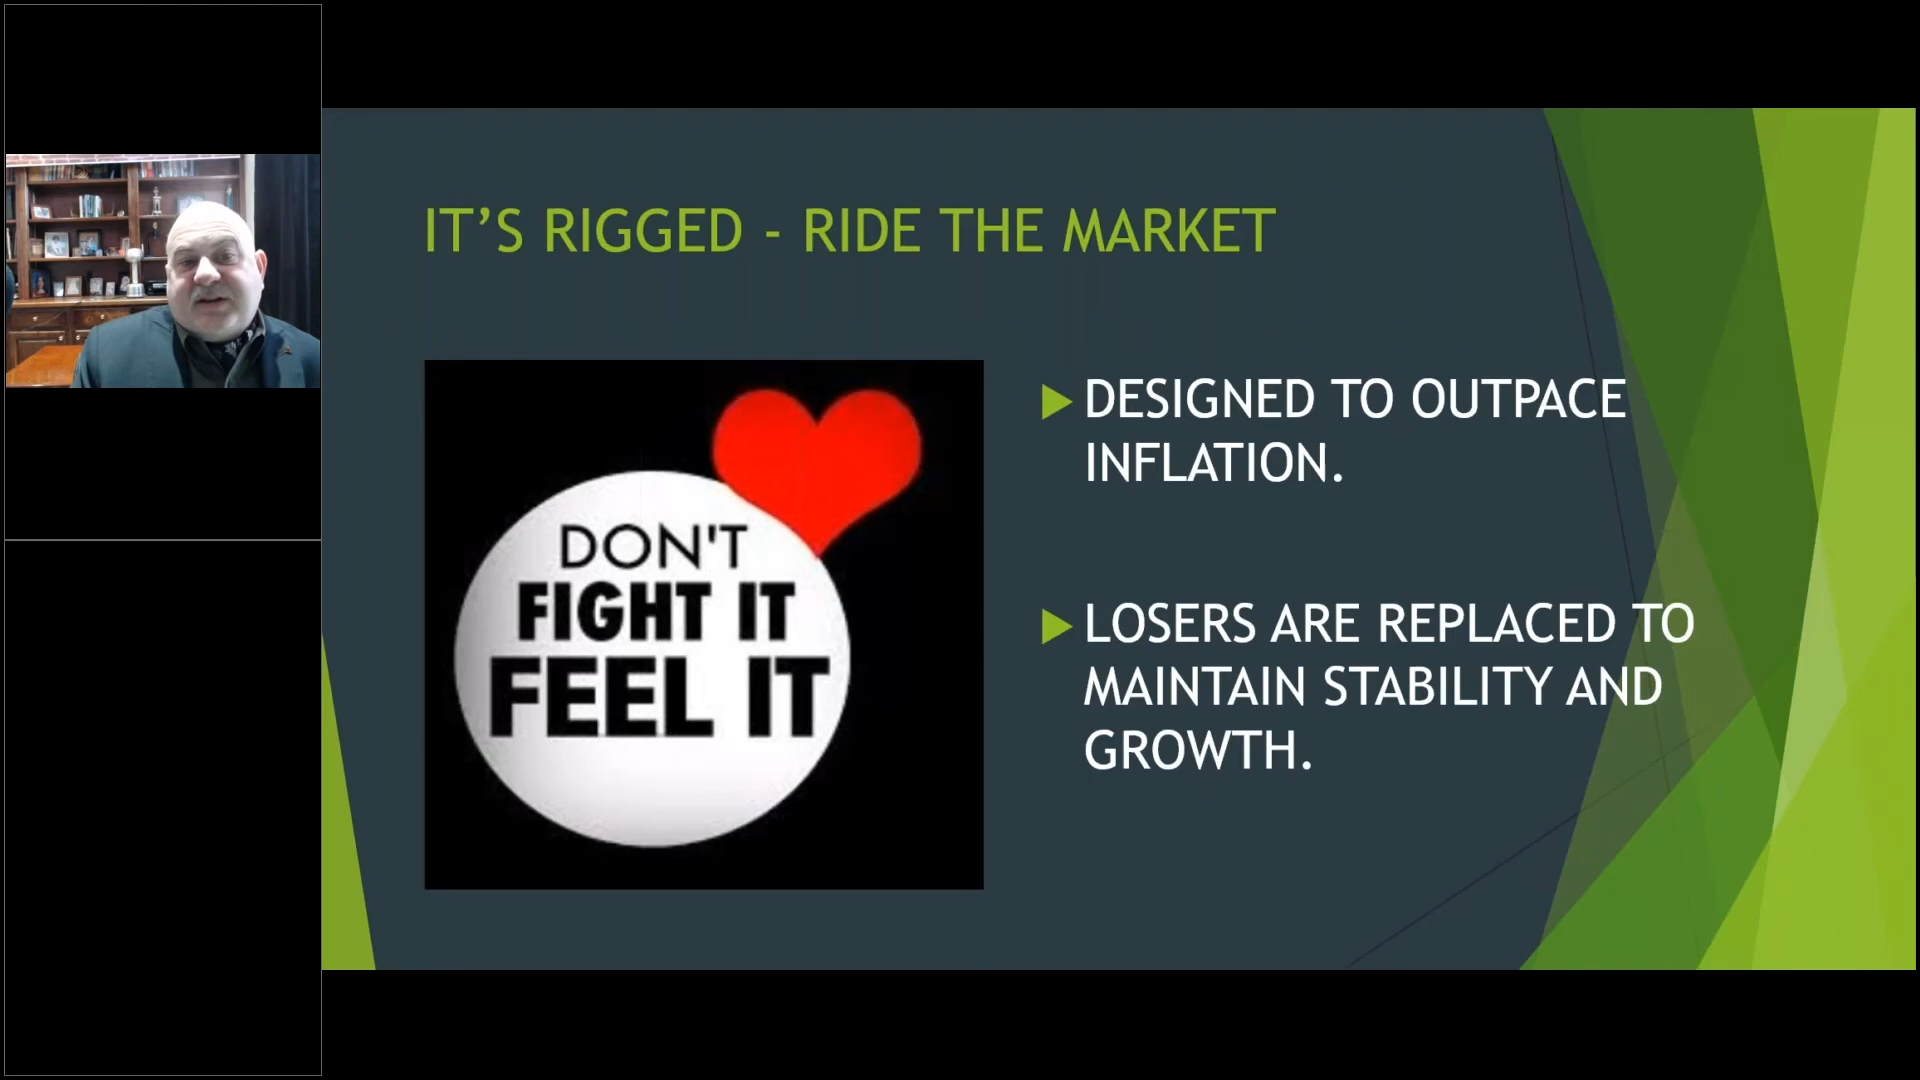 IT’S RIGGED - RIDE THE MARKET
DON'T
FIGHT IT
FEEL IT
DESIGNED TO OUTPACE
INFLATION.
LOSERS ARE REPLACED TO
MAINTAIN STABILITY AND
GROWTH.